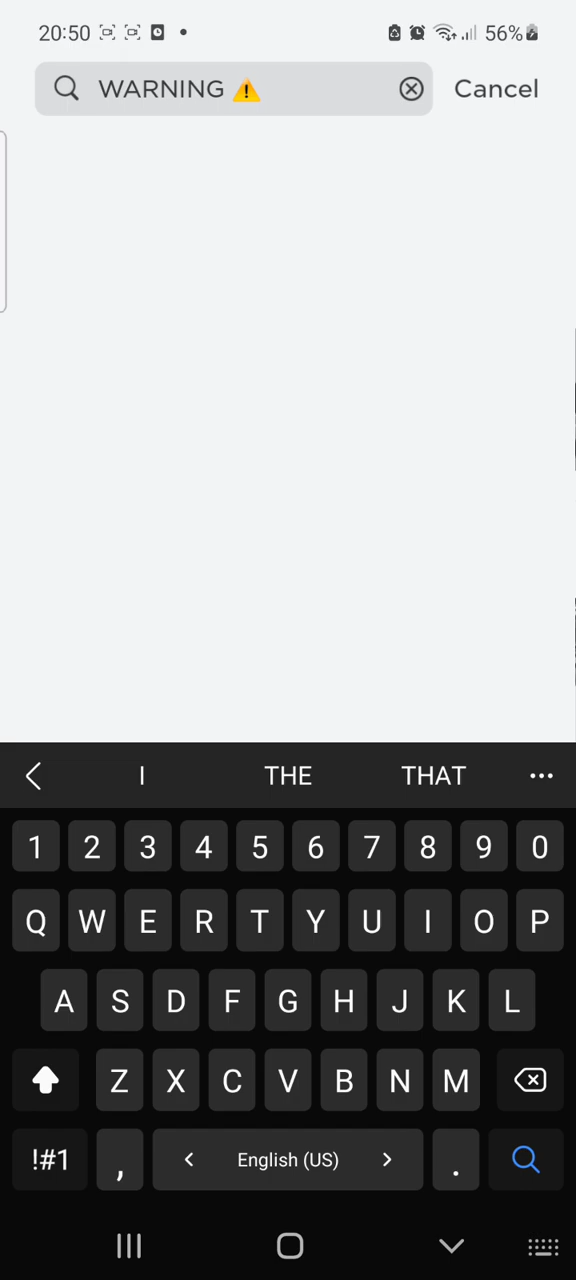 20:50 56%
WARNING ⚠️ Cancel
I THE THAT
1 2 3 4 5 6 7 8 9 0
Q W E R T Y U I O P
A S D F G H J K L
Z X C V B N M
!#1 , < English (US) > .